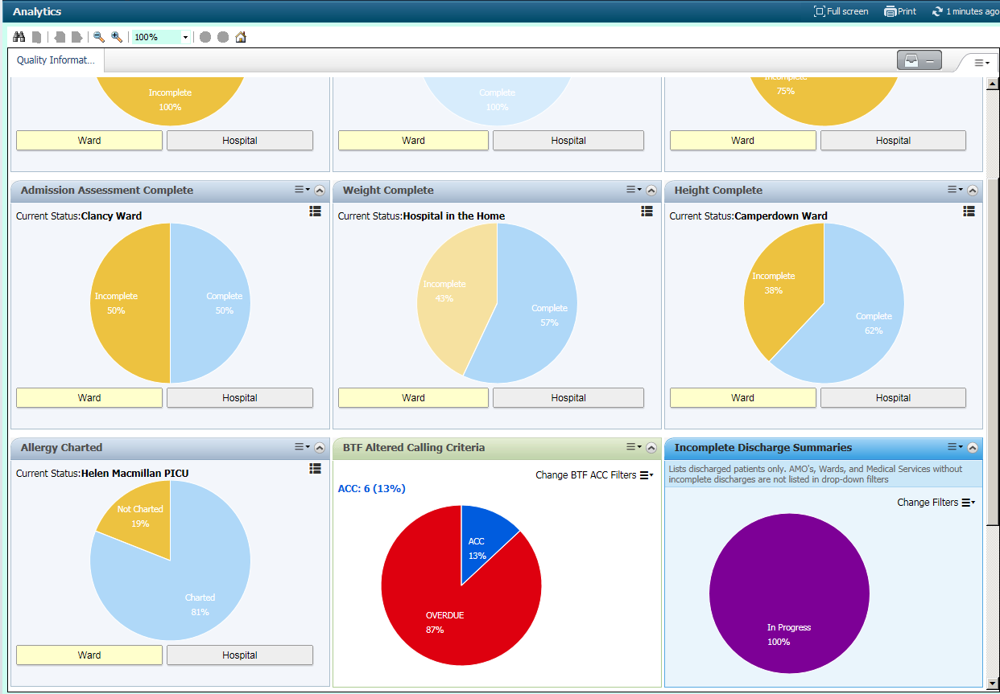 Analytics
Full screen
Print
1 minutes ago
100%
Quality Informat...
Incomplete
100%
Complete
100%
Incomplete
75%
Ward
Hospital
Ward
Hospital
Ward
Hospital
Admission Assessment Complete
Current Status:Clancy Ward
Incomplete
50%
Complete
50%
Ward
Hospital
Weight Complete
Current Status:Hospital in the Home
Incomplete
43%
Complete
57%
Ward
Hospital
Height Complete
Current Status:Camperdown Ward
Incomplete
38%
Complete
62%
Ward
Hospital
Allergy Charted
Current Status:Helen Macmillan PICU
Not Charted
19%
Charted
81%
Ward
Hospital
BTF Altered Calling Criteria
Change BTF ACC Filters
ACC: 6 (13%)
ACC
13%
OVERDUE
87%
Incomplete Discharge Summaries
Lists discharged patients only. AMO's, Wards, and Medical Services without
incomplete discharges are not listed in drop-down filters
Change Filters
In Progress
100%